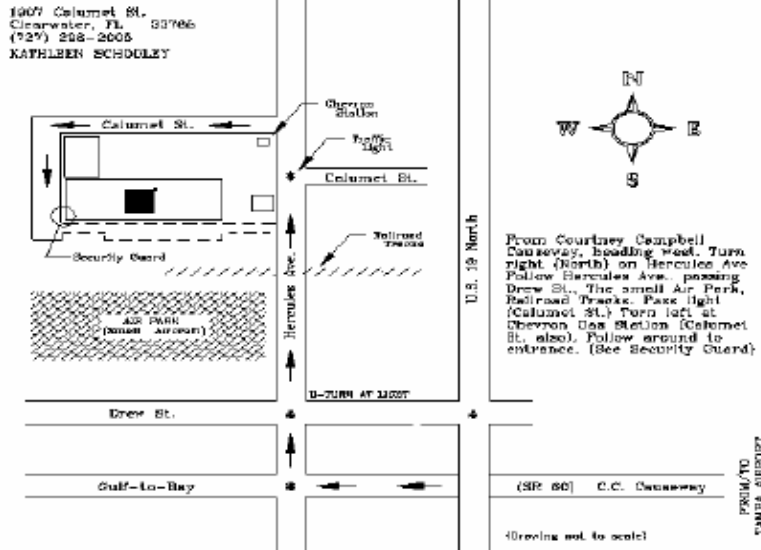 1907 Calumet St.
Clearwater, FL 33765
KATHLEEN SCHOOLEY
Chevron
Station
Calumet St.
Traffic
Light
N
W
E
S
Calumet St.
Railroad
Tracks
Security Guard
Hercules Ave.
U.S. 19 North
From Courtney Campbell
Causeway, heading west. Turn
right (North) on Hercules Ave
Follow Hercules Ave. passing
Drew St., The small Air Park,
Railroad Tracks. Pass light
(Calumet St.) Turn left at
Chevron Gas Station (Calumet
St. also), Follow around to
entrance. (See Security Guard)
AIR PARK
(SMALL AIRPORT)
U-TURN AT LIGHT
Drew St.
Gulf-to-Bay
(SR 60) C.C. Causeway
FROM/TO
TAMPA AIRPORT
(Drawing not to scale)